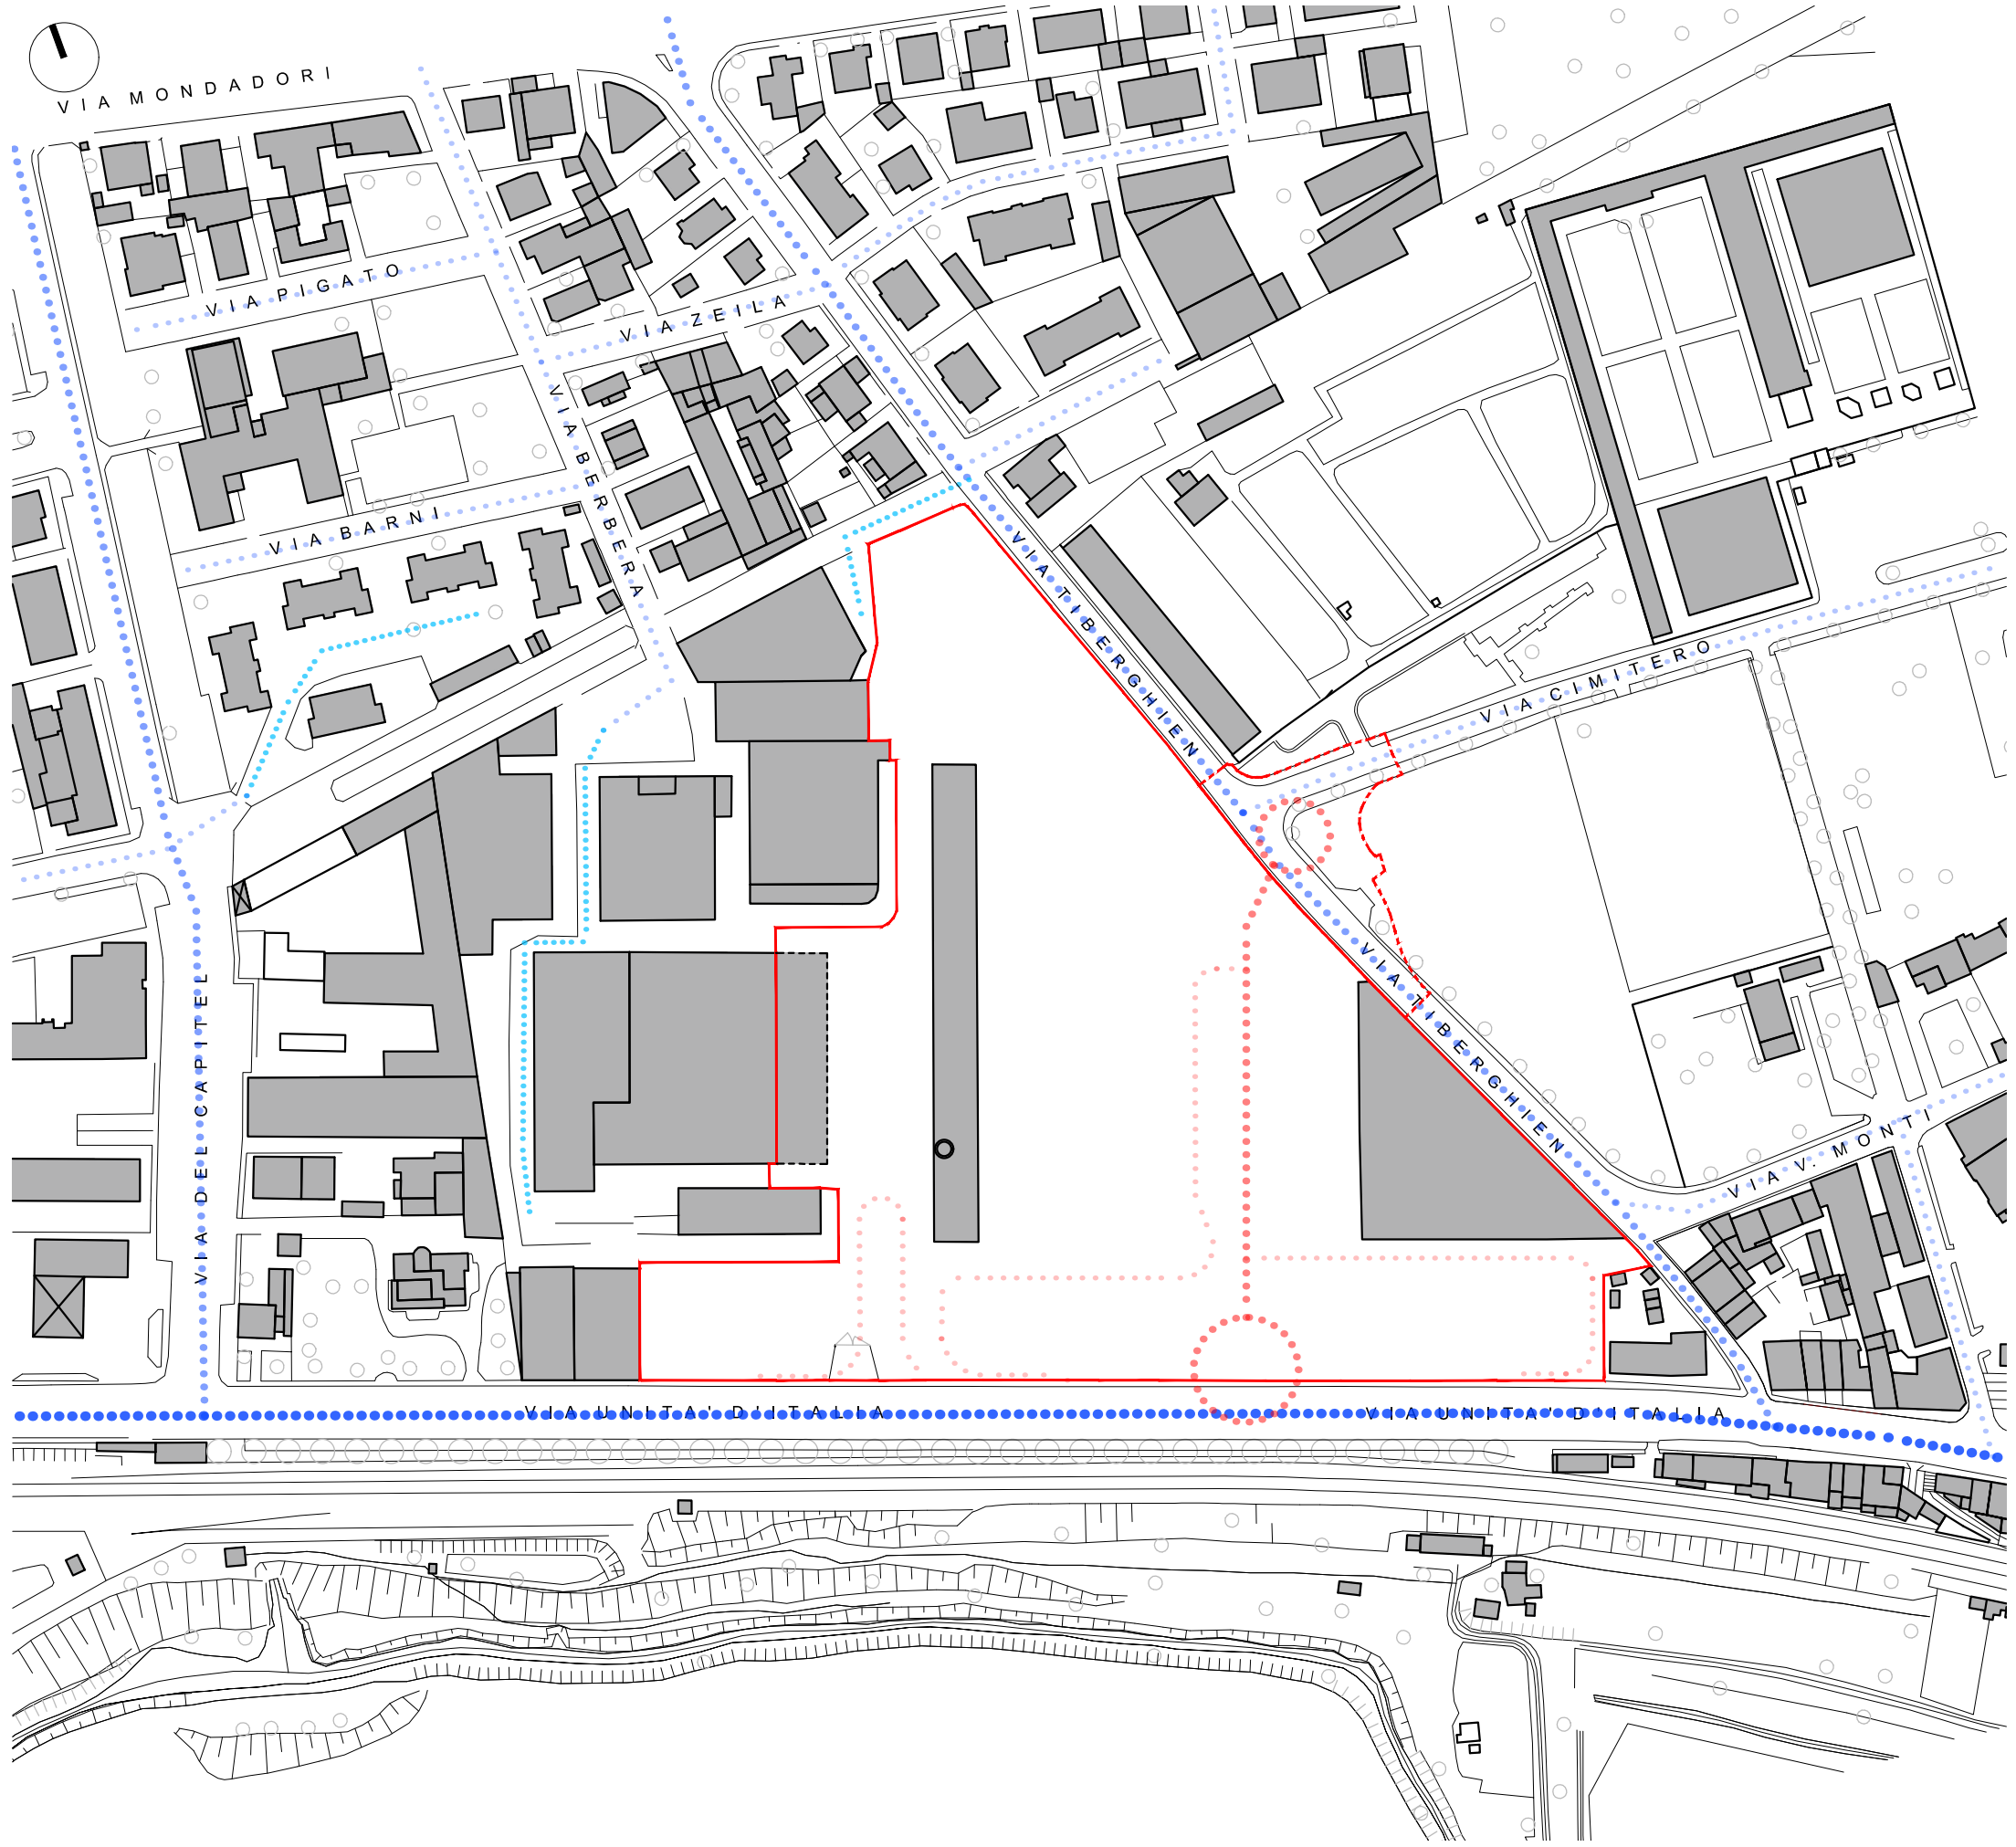 VIA MONDADORI
VIA PIGATO
VIA ZEILA
VIA BERBERA
VIA BARNI
VIA TIBERGHIEN
VIA CIMITERO
VIA TIBERGHIEN
VIA DEL CAPITEL
VIA V. MONTI
VIA UNITA' D'ITALIA
VIA UNITA' D'ITALIA